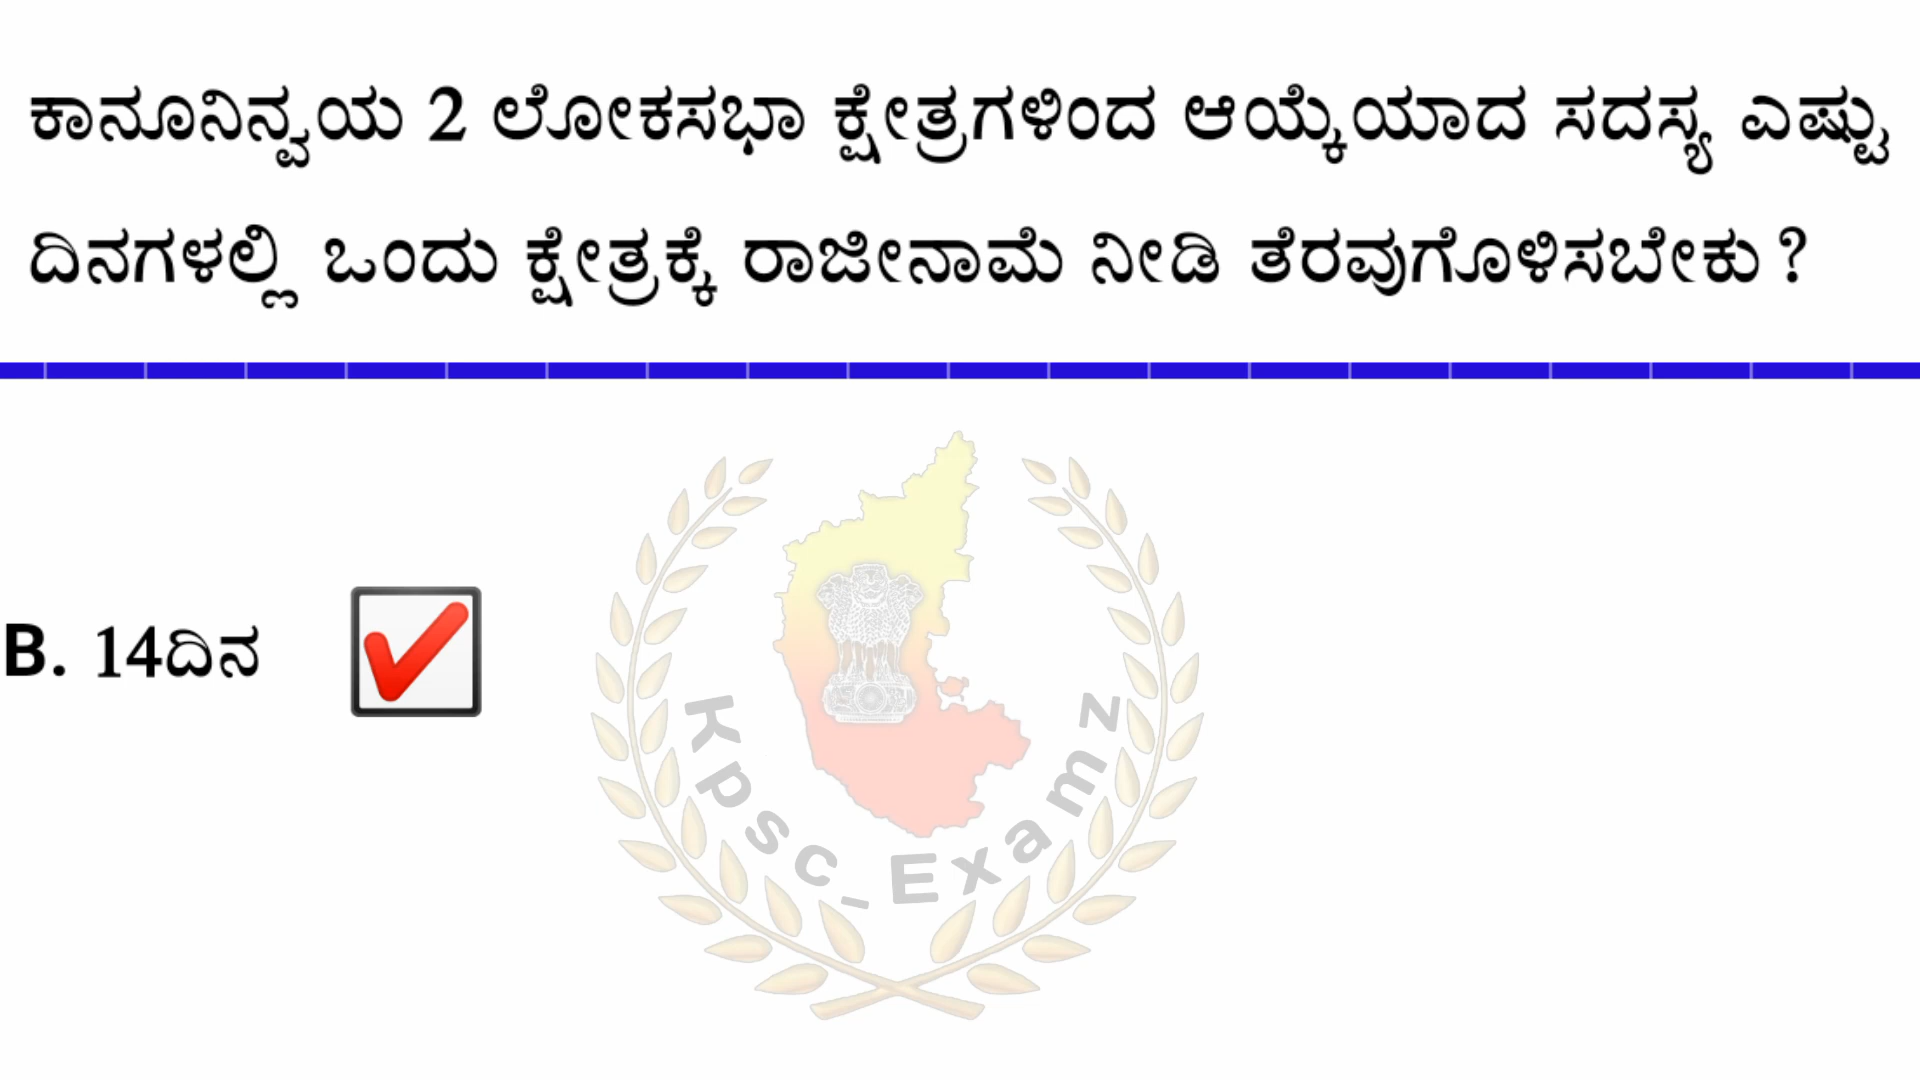 ಕಾನೂನಿನ್ವಯ 2 ಲೋಕಸಭಾ ಕ್ಷೇತ್ರಗಳಿಂದ ಆಯ್ಕೆಯಾದ ಸದಸ್ಯ ಎಷ್ಟು
ದಿನಗಳಲ್ಲಿ ಒಂದು ಕ್ಷೇತ್ರಕ್ಕೆ ರಾಜೀನಾಮೆ ನೀಡಿ ತೆರವುಗೊಳಿಸಬೇಕು?
B. 14ದಿನ
Kpsc_Examz